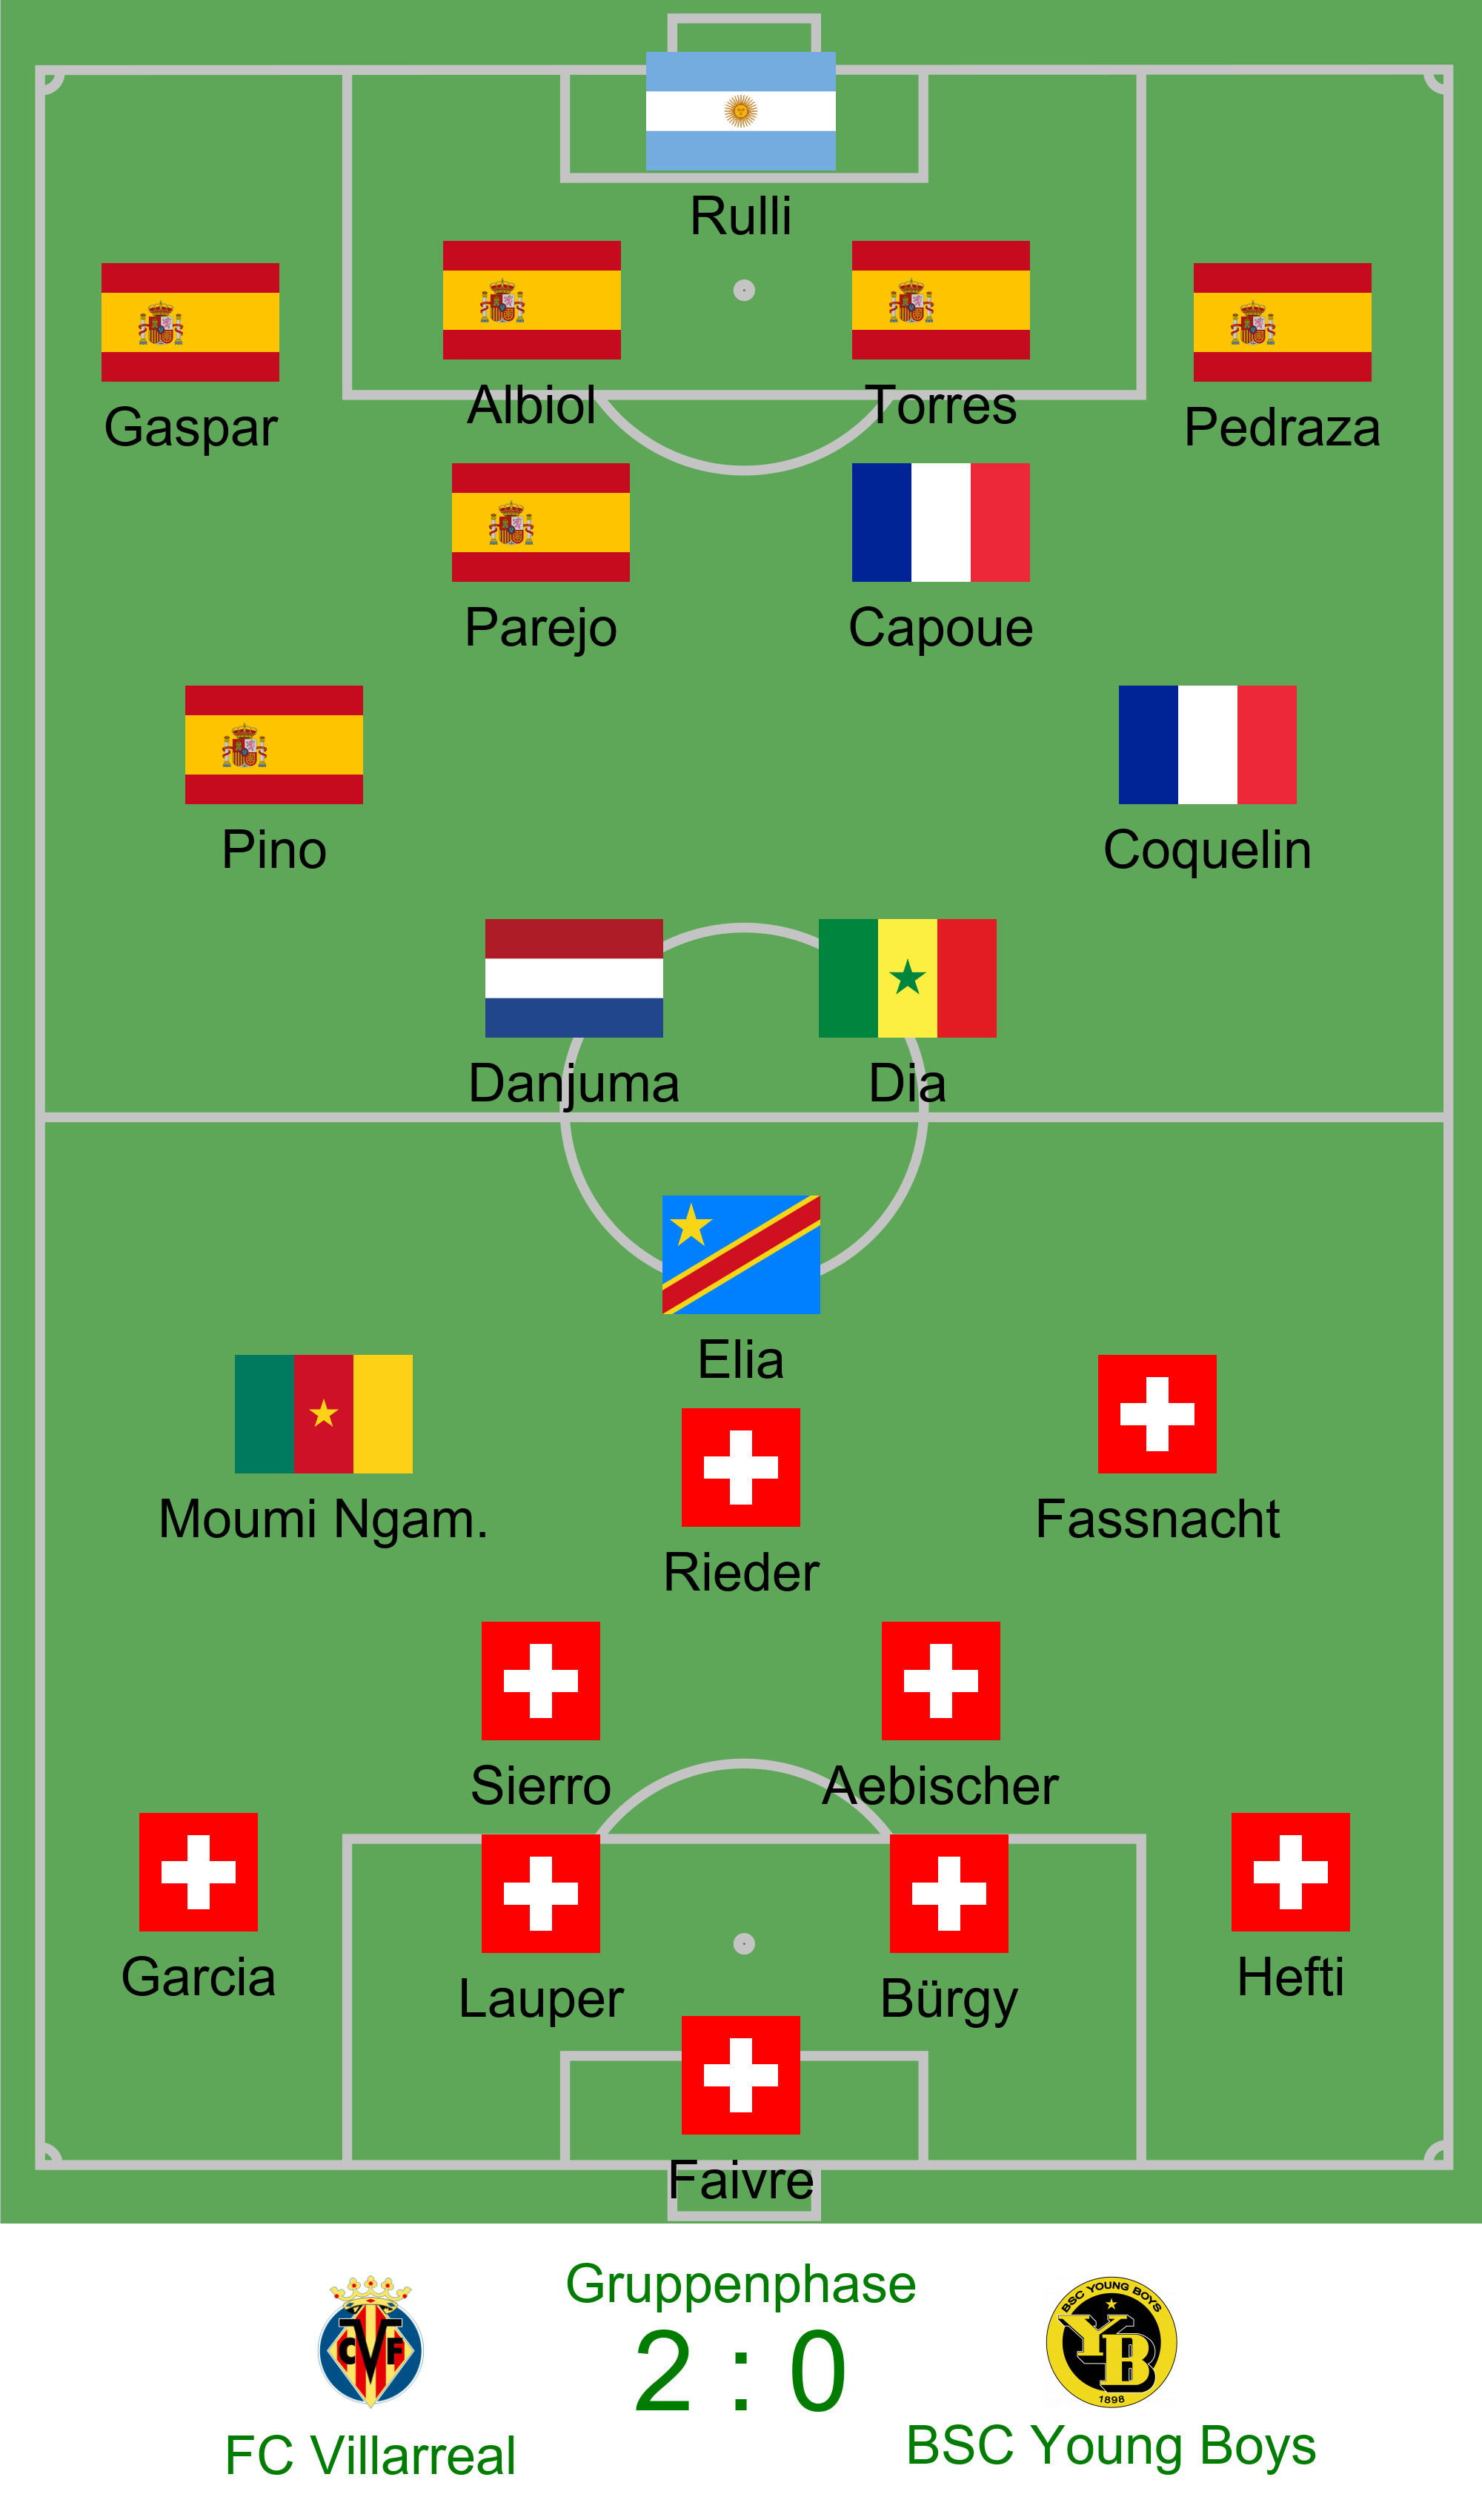 Rulli
Albiol
Torres
Gaspar
Pedraza
Parejo
Capoue
Pino
Coquelin
Danjuma
Dia
Elia
Moumi Ngam.
Fassnacht
Rieder
Sierro
Aebischer
Garcia
Hefti
Lauper
Bürgy
Faivre
Gruppenphase
2 : 0
CVF
FC Villarreal
BSC YOUNG BOYS
YB
1898
BSC Young Boys